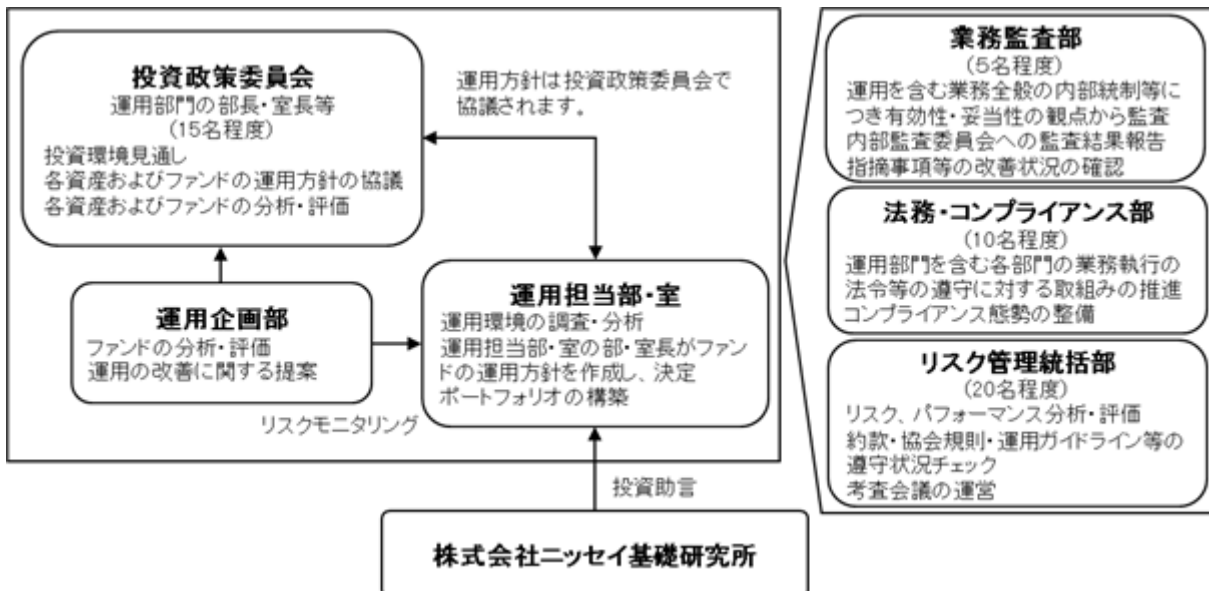 投資政策委員会
運用部門の部長・室長等
(15名程度)
投資環境見通し
各資産およびファンドの運用方針の協議
各資産およびファンドの分析・評価
運用方針は投資政策委員会で
協議されます。
運用企画部
ファンドの分析・評価
運用の改善に関する提案
リスクモニタリング
運用担当部・室
運用環境の調査・分析
運用担当部・室の部・室長がファン
ドの運用方針を作成し、決定
ポートフォリオの構築
投資助言
株式会社ニッセイ基礎研究所
業務監査部
(5名程度)
運用を含む業務全般の内部統制等に
つき有効性・妥当性の観点から監査
内部監査委員会への監査結果報告
指摘事項等の改善状況の確認
法務・コンプライアンス部
(10名程度)
運用部門を含む各部門の業務執行の
法令等の遵守に対する取組みの推進
コンプライアンス態勢の整備
リスク管理統括部
(20名程度)
リスク、パフォーマンス分析・評価
約款・協会規則・運用ガイドライン等の
遵守状況チェック
考査会議の運営